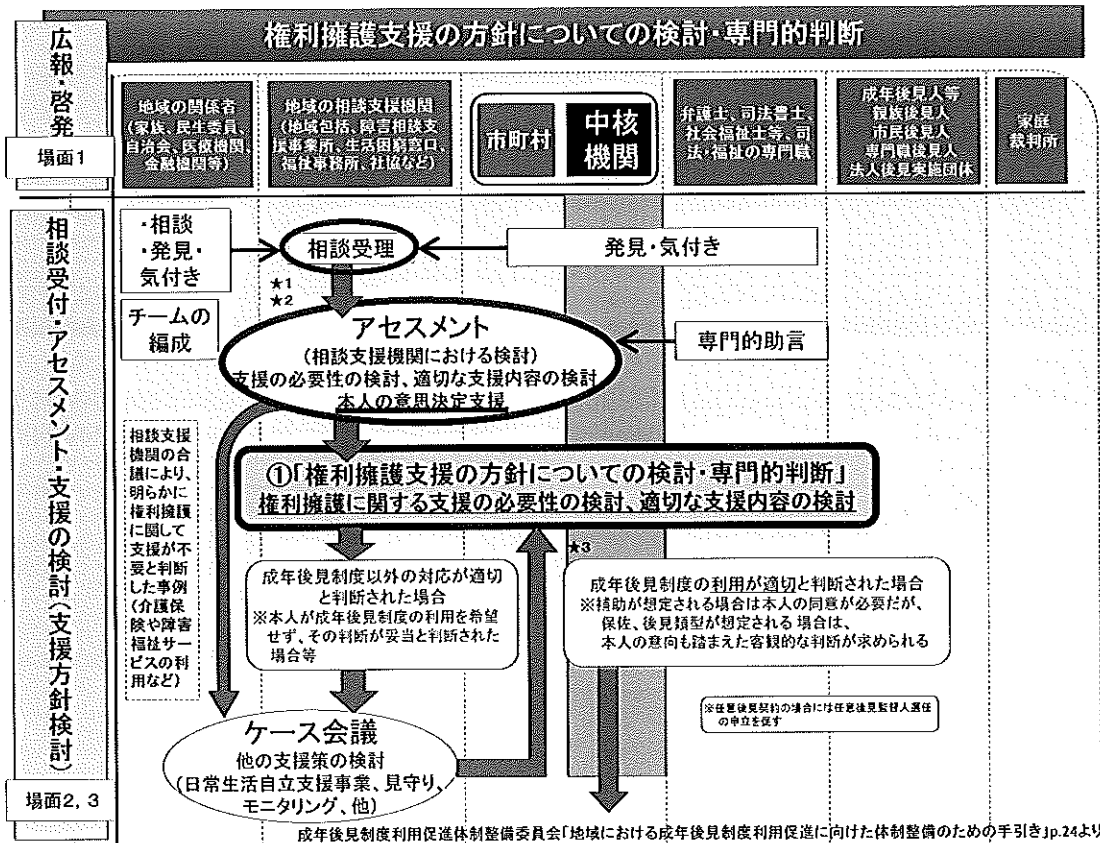 権利擁護支援の方針についての検討・専門的判断
広報・啓発
場面1
地域の関係者
(家族、民生委員、
自治会、医療機関、
金融機関等)
地域の相談支援機関
(地域包括、障害相談支
援事業所、生活困窮窓口、
福祉事務所、社協など)
市町村
中核
機関
弁護士、司法書士、
社会福祉士等、司
法・福祉の専門職
成年後見人等
親族後見人
市民後見人
専門職後見人
法人後見実施団体
家庭
裁判所
相談受付・アセスメント・支援の検討(支援方針検討)
場面2, 3
・相談
・発見・
気付き
相談受理
発見・気付き
★1
★2
チームの
編成
アセスメント
(相談支援機関における検討)
支援の必要性の検討、適切な支援内容の検討
本人の意思決定支援
専門的助言
相談支援
機関の合
議により、
明らかに
権利擁護
に関して
支援が不
要と判断
した事例
(介護保
険や障害
福祉サー
ビスの利
用など)
①「権利擁護支援の方針についての検討・専門的判断」
権利擁護に関する支援の必要性の検討、適切な支援内容の検討
★3
成年後見制度以外の対応が適切
と判断された場合
※本人が成年後見制度の利用を希望
せず、その判断が妥当と判断された
場合等
成年後見制度の利用が適切と判断された場合
※補助が想定される場合は本人の同意が必要だが、
保佐、後見類型が想定される場合は、
本人の意向も踏まえた客観的な判断が求められる
※任意後見契約の場合には任意後見監督人選任
の申立を促す
ケース会議
他の支援策の検討
(日常生活自立支援事業、見守り、
モニタリング、他)
成年後見制度利用促進体制整備委員会「地域における成年後見制度利用促進に向けた体制整備のための手引き」p.24より